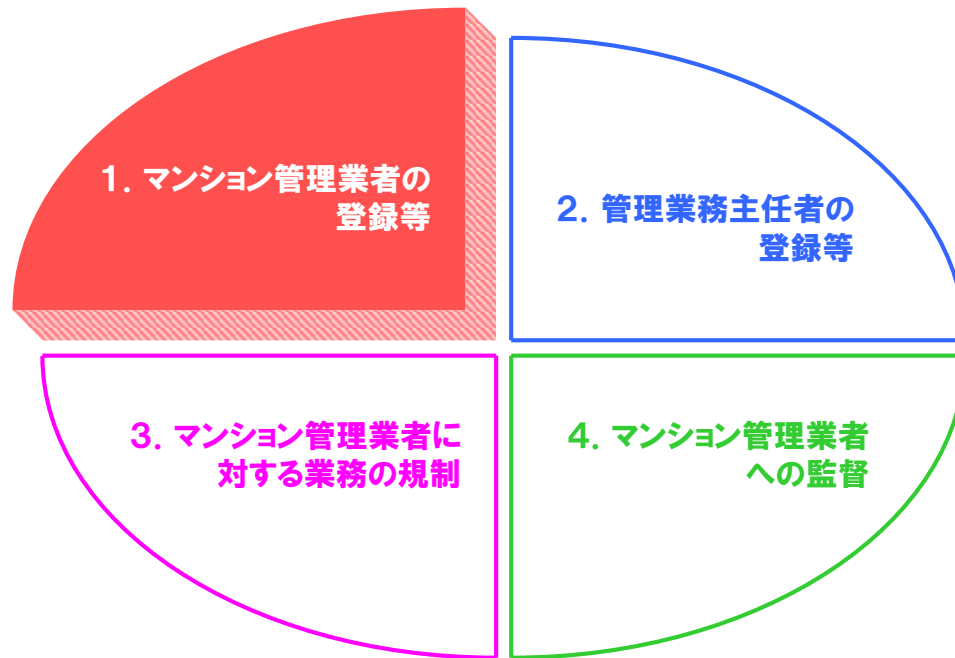 1. マンション管理業者の
登録等
2. 管理業務主任者の
登録等
3. マンション管理業者に
対する業務の規制
4. マンション管理業者
への監督